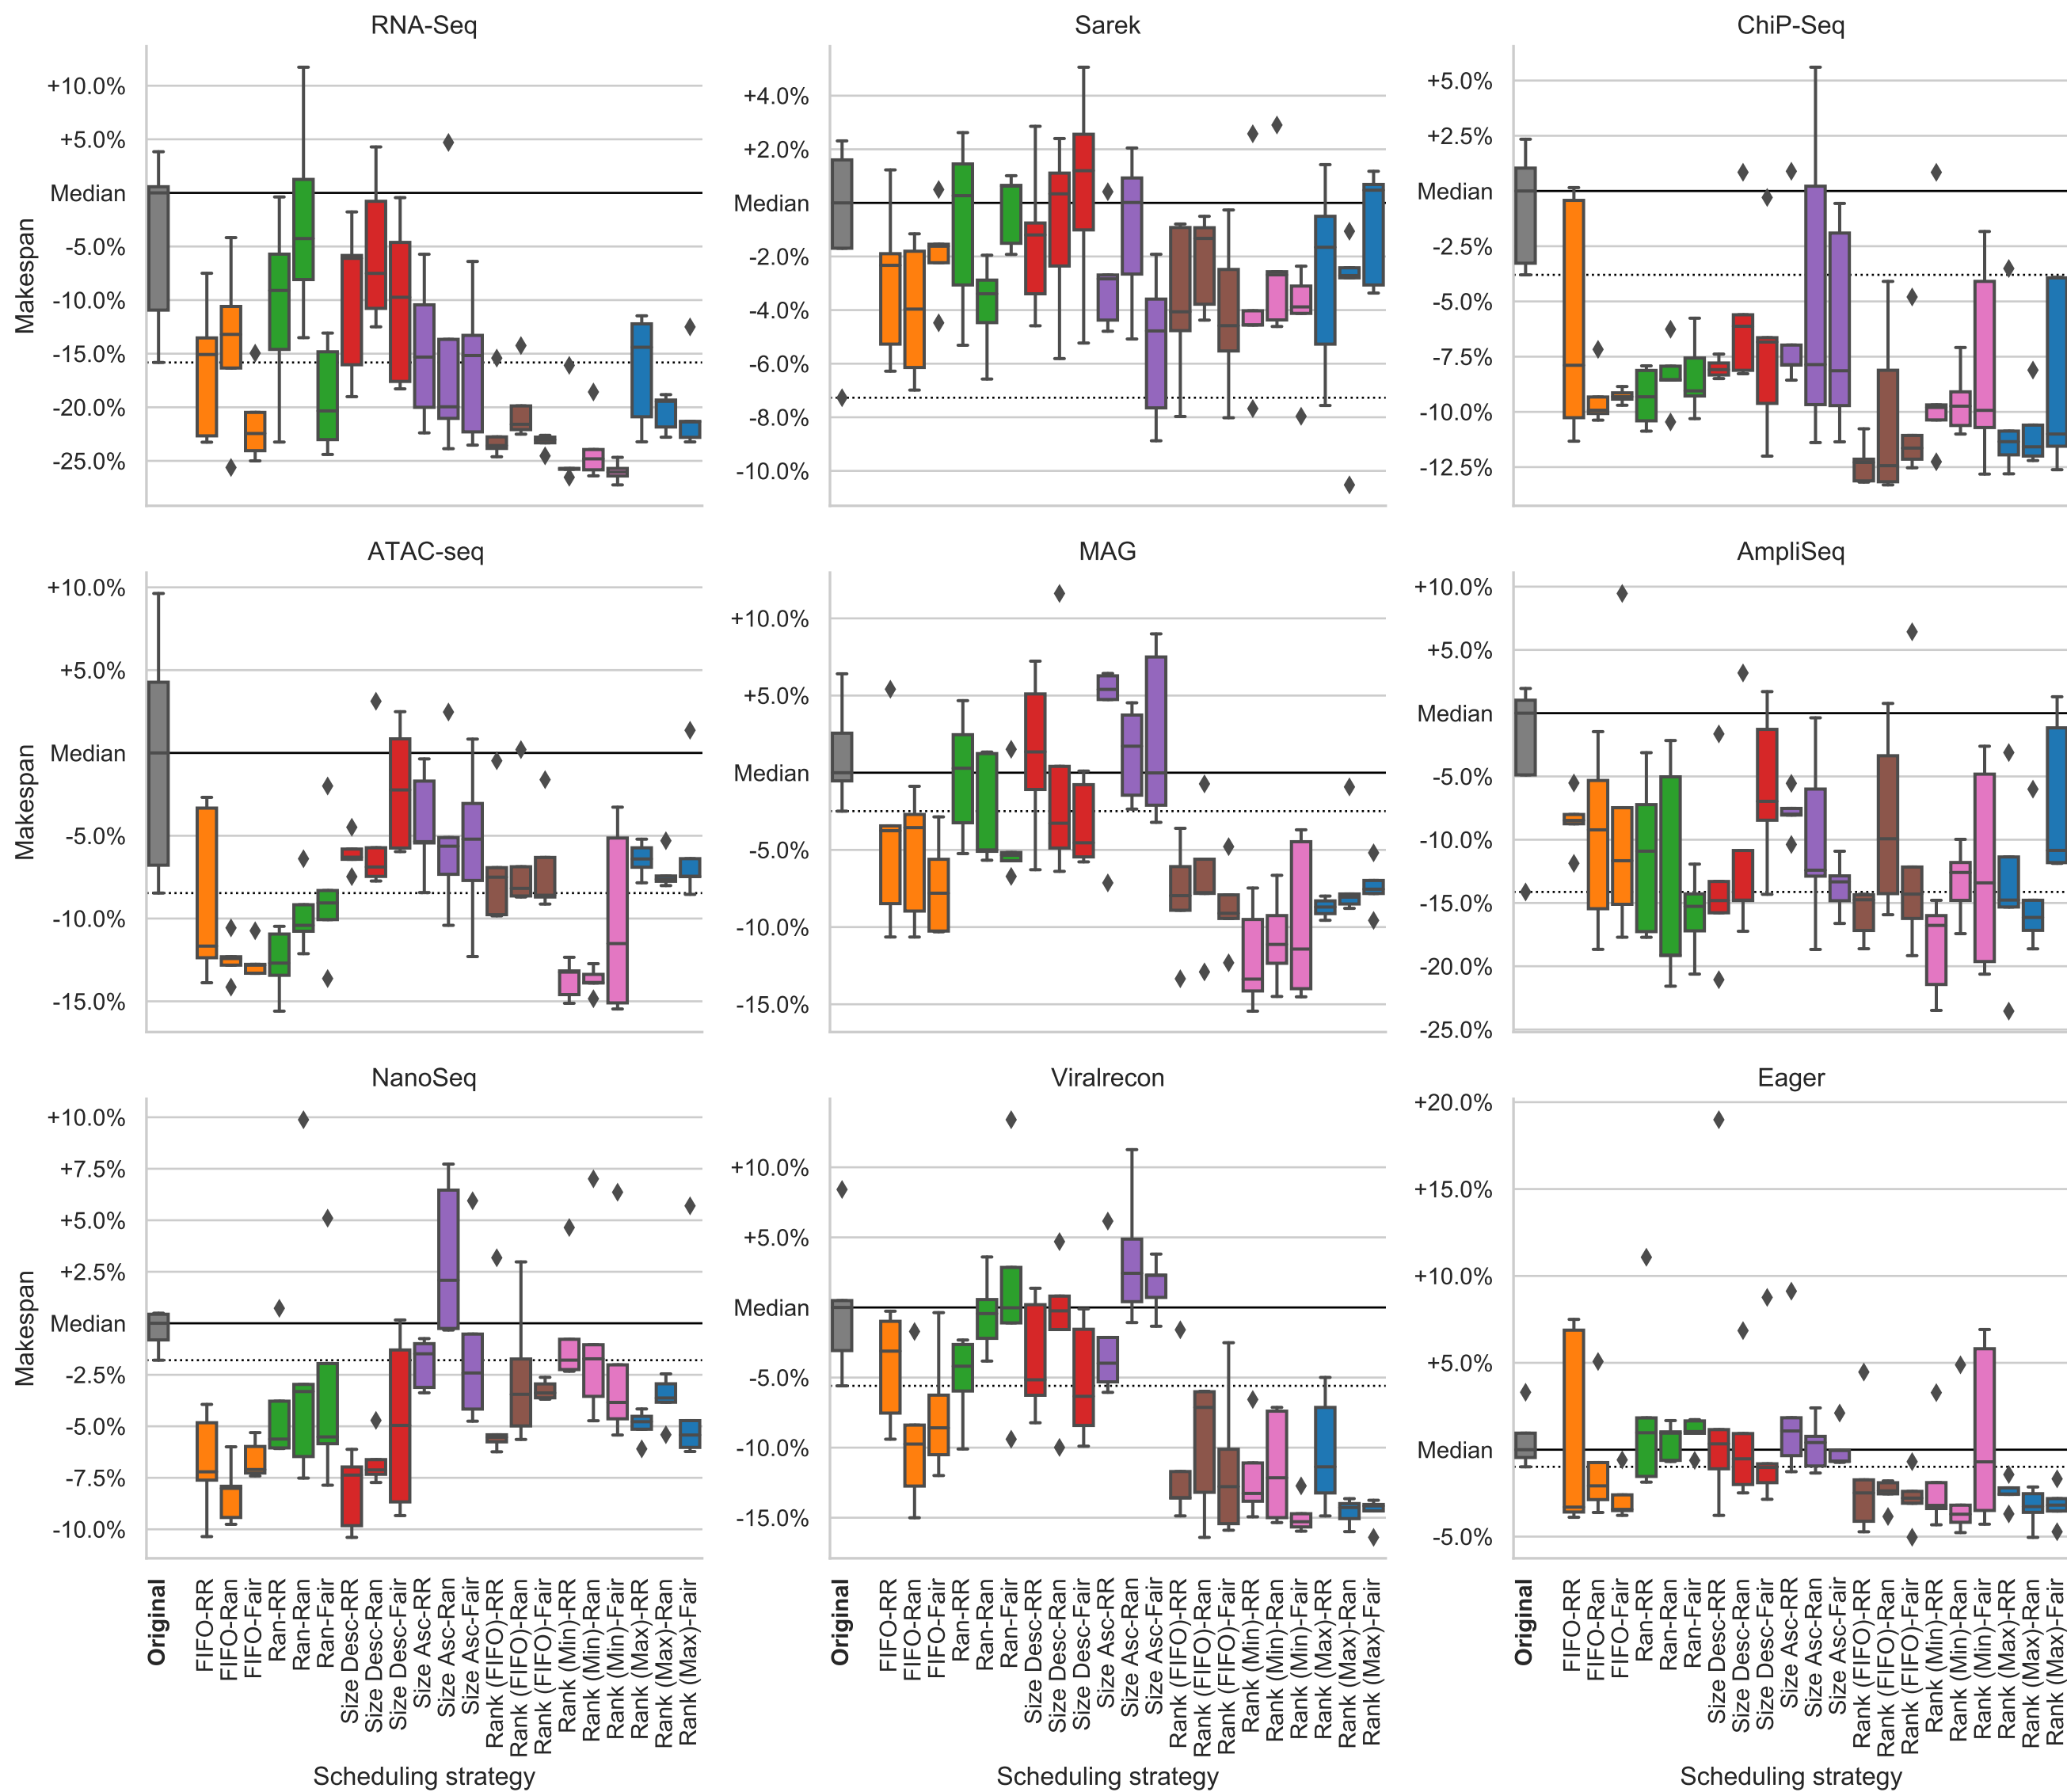 RNA-Seq
Sarek
ChiP-Seq
Makespan
+10.0%
+5.0%
Median
-5.0%
-10.0%
-15.0%
-20.0%
-25.0%
+4.0%
+2.0%
Median
-2.0%
-4.0%
-6.0%
-8.0%
-10.0%
+5.0%
+2.5%
Median
-2.5%
-5.0%
-7.5%
-10.0%
-12.5%
ATAC-seq
MAG
AmpliSeq
Makespan
+10.0%
+5.0%
Median
-5.0%
-10.0%
-15.0%
+10.0%
+5.0%
Median
-5.0%
-10.0%
-15.0%
+10.0%
+5.0%
Median
-5.0%
-10.0%
-15.0%
-20.0%
-25.0%
NanoSeq
Viralrecon
Eager
Makespan
+10.0%
+7.5%
+5.0%
+2.5%
Median
-2.5%
-5.0%
-7.5%
-10.0%
+10.0%
+5.0%
Median
-5.0%
-10.0%
-15.0%
+20.0%
+15.0%
+10.0%
+5.0%
Median
-5.0%
Original
FIFO-RR
FIFO-Ran
FIFO-Fair
Ran-RR
Ran-Ran
Ran-Fair
Size Desc-RR
Size Desc-Ran
Size Desc-Fair
Size Asc-RR
Size Asc-Ran
Size Asc-Fair
Rank (FIFO)-RR
Rank (FIFO)-Ran
Rank (FIFO)-Fair
Rank (Min)-RR
Rank (Min)-Ran
Rank (Min)-Fair
Rank (Max)-RR
Rank (Max)-Ran
Rank (Max)-Fair
Scheduling strategy
Original
FIFO-RR
FIFO-Ran
FIFO-Fair
Ran-RR
Ran-Ran
Ran-Fair
Size Desc-RR
Size Desc-Ran
Size Desc-Fair
Size Asc-RR
Size Asc-Ran
Size Asc-Fair
Rank (FIFO)-RR
Rank (FIFO)-Ran
Rank (FIFO)-Fair
Rank (Min)-RR
Rank (Min)-Ran
Rank (Min)-Fair
Rank (Max)-RR
Rank (Max)-Ran
Rank (Max)-Fair
Scheduling strategy
Original
FIFO-RR
FIFO-Ran
FIFO-Fair
Ran-RR
Ran-Ran
Ran-Fair
Size Desc-RR
Size Desc-Ran
Size Desc-Fair
Size Asc-RR
Size Asc-Ran
Size Asc-Fair
Rank (FIFO)-RR
Rank (FIFO)-Ran
Rank (FIFO)-Fair
Rank (Min)-RR
Rank (Min)-Ran
Rank (Min)-Fair
Rank (Max)-RR
Rank (Max)-Ran
Rank (Max)-Fair
Scheduling strategy